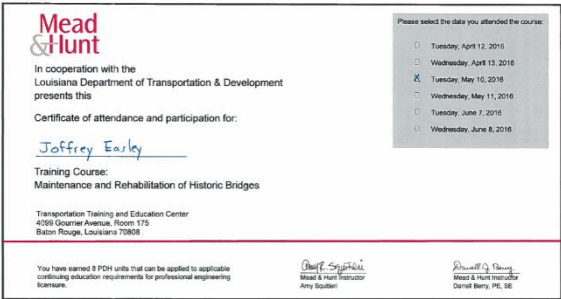 Mead
&Hunt
In cooperation with the
Louisiana Department of Transportation & Development
presents this
Certificate of attendance and participation for:
Joffrey Easley
Training Course:
Maintenance and Rehabilitation of Historic Bridges
Transportation Training and Education Center
4099 Gourrier Avenue, Room 175
Baton Rouge, Louisiana 70808
Please select the date you attended the course:
Tuesday, April 12, 2016
Wednesday, April 13, 2016
X Tuesday, May 10, 2016
Wednesday, May 11, 2016
Tuesday, June 7, 2016
Wednesday, June 8, 2016
You have earned 8 PDH units that can be applied to applicable
continuing education requirements for professional engineering
licensure.
Amy R. Squitieri
Mead & Hunt Instructor
Amy Squitieri
Darrell J. Berry
Mead & Hunt Instructor
Darrell Berry, PE, SE